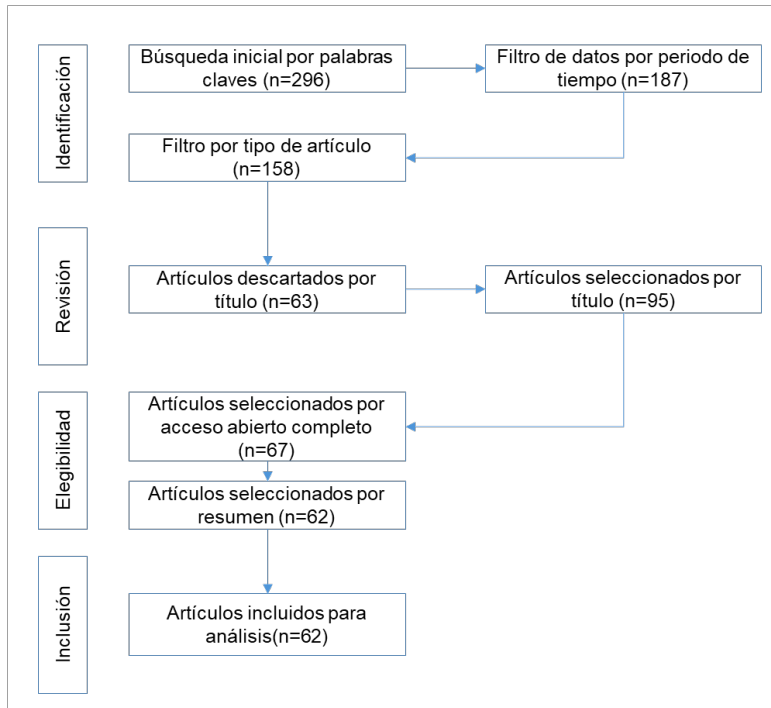 Identificación
Búsqueda inicial por palabras
claves (n=296)
Filtro de datos por periodo de
tiempo (n=187)
Filtro por tipo de artículo
(n=158)
Revisión
Artículos descartados por
título (n=63)
Artículos seleccionados por
título (n=95)
Elegibilidad
Artículos seleccionados por
acceso abierto completo
(n=67)
Artículos seleccionados por
resumen (n=62)
Inclusión
Artículos incluidos para
análisis(n=62)